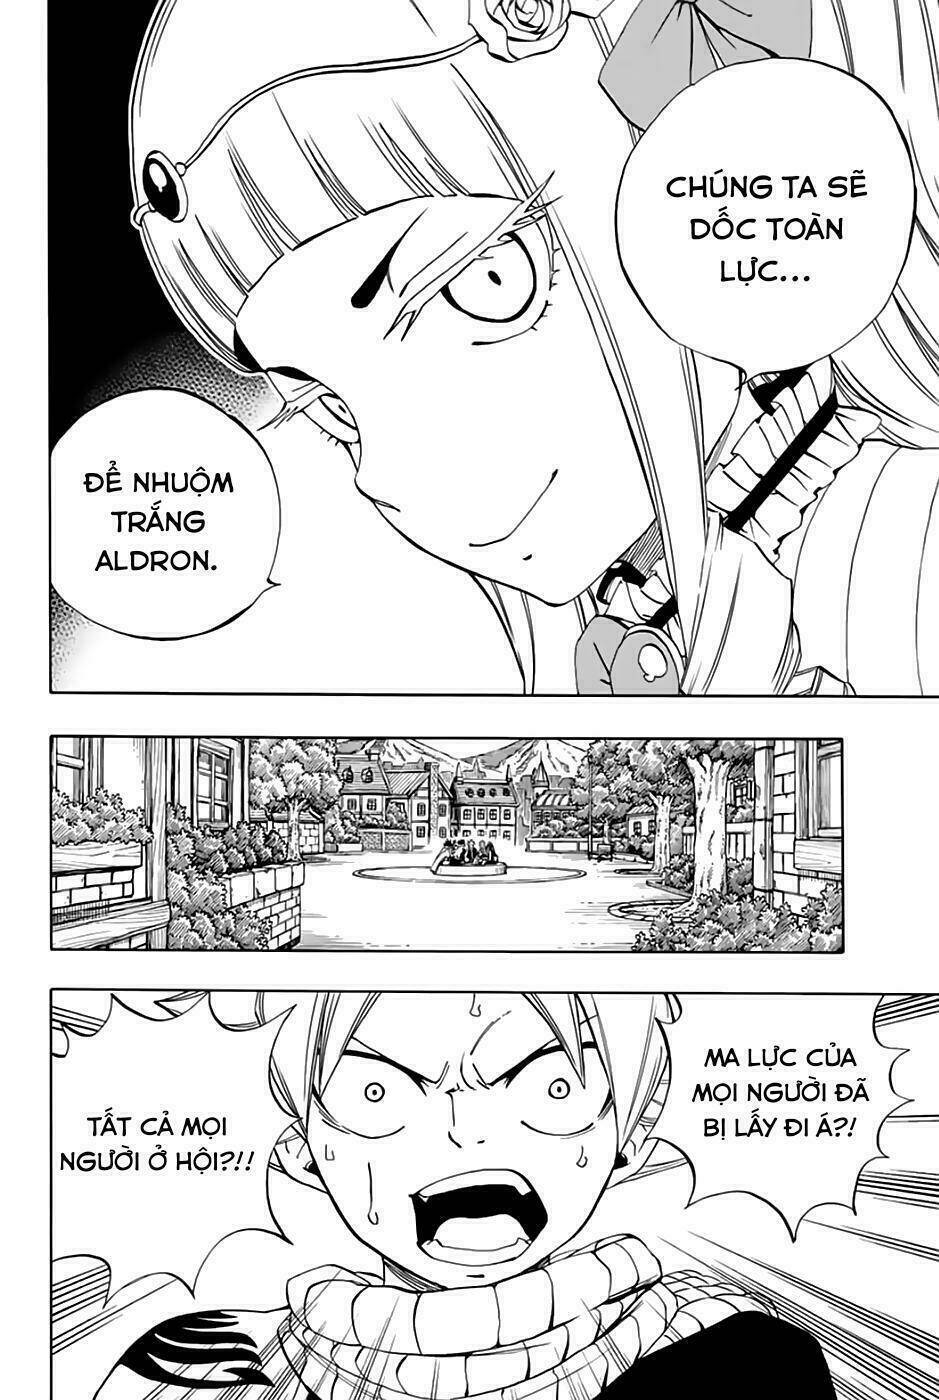 CHÚNG TA SẼ
DỐC TOÀN
LỰC...
ĐỂ NHUỘM
TRẮNG
ALDRON.
MA LỰC CỦA
MỌI NGƯỜI ĐÃ
BỊ LẤY ĐI Á?!
TẤT CẢ MỌI
NGƯỜI Ở HỘI?!!